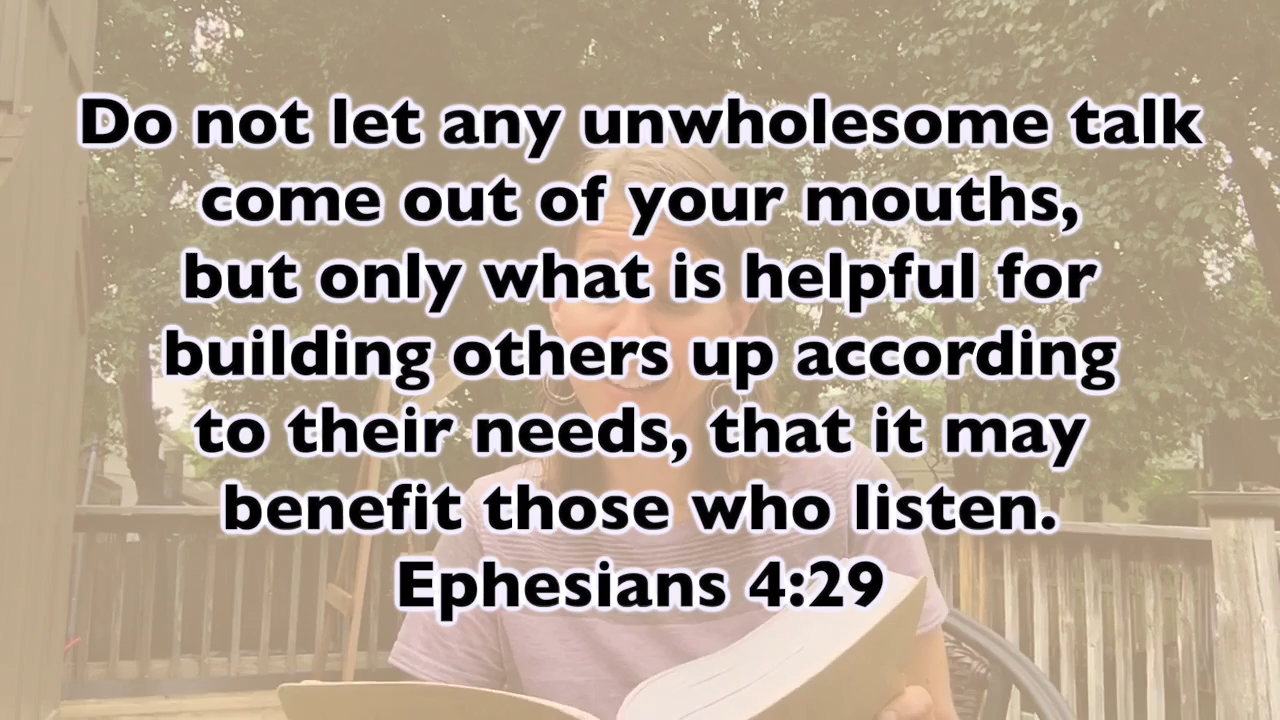 Do not let any unwholesome talk
come out of your mouths,
but only what is helpful for
building others up according
to their needs, that it may
benefit those who listen.
Ephesians 4:29